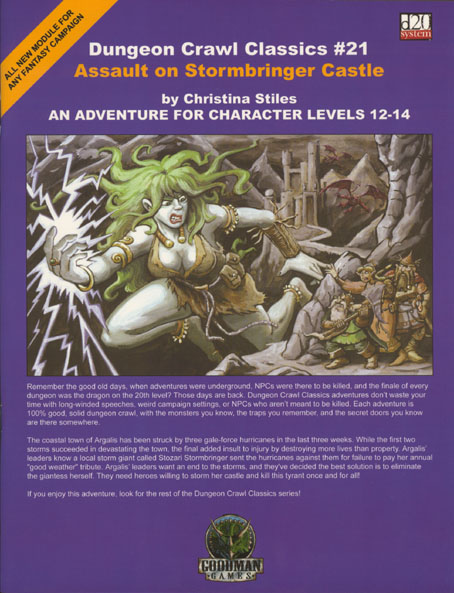 ALL NEW MODULE FOR
ANY FANTASY CAMPAIGN
d20
system
Dungeon Crawl Classics #21
Assault on Stormbringer Castle
by Christina Stiles
AN ADVENTURE FOR CHARACTER LEVELS 12-14
Remember the good old days, when adventures were underground, NPCs were there to be killed, and the finale of every
dungeon was the dragon on the 20th level? Those days are back. Dungeon Crawl Classics adventures don't waste your
time with long-winded speeches, weird campaign settings, or NPCs who aren't meant to be killed. Each adventure is
100% good, solid dungeon crawl, with the monsters you know, the traps you remember, and the secret doors you know
are there somewhere.
The coastal town of Argalis has been struck by three gale-force hurricanes in the last three weeks. While the first two
storms succeeded in devastating the town, the final added insult to injury by destroying more lives than property. Argalis'
leaders know a local storm giant called Stozari Stormbringer sent the hurricanes against them for failure to pay her annual
"good weather" tribute. Argalis' leaders want an end to the storms, and they've decided the best solution is to eliminate
the giantess herself. They need heroes willing to storm her castle and kill this tyrant once and for all!
If you enjoy this adventure, look for the rest of the Dungeon Crawl Classics series!
GOODMAN
GAMES